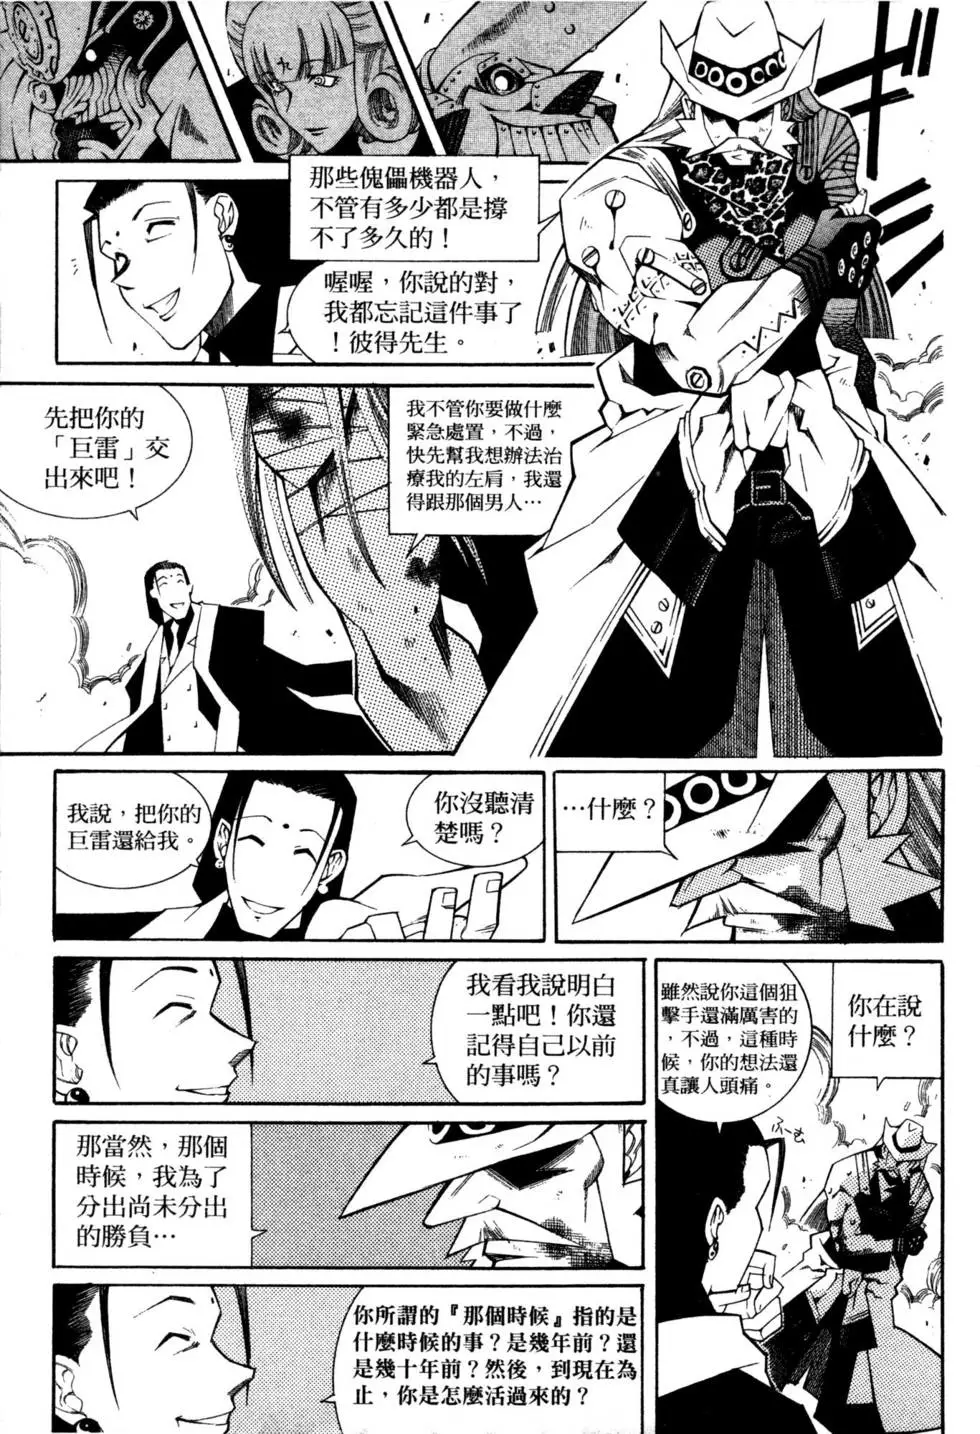 那些傀儡機器人，
不管有多少都是撐
不了多久的！
喔喔，你說的對，
我都忘記這件事了
！彼得先生。
我不管你要做什麼
緊急處置，不過，
快先幫我想辦法治
療我的左肩，我還
得跟那個男人…
先把你的
「巨雷」交
出來吧！
…什麼？
你沒聽清
楚嗎？
我說，把你的
巨雷還給我。
你在說
什麼？
雖然說你這個狙
擊手還滿厲害的
，不過，這種時
候，你的想法還
真讓人頭痛。
ふーむ
我看我說明白
一點吧！你還
記得自己以前
的事嗎？
那當然，那個
時候，我為了
分出尚未分出
的勝負…
你所謂的『那個時候』指的是
什麼時候的事？是幾年前？還
是幾十年前？然後，到現在為
止，你是怎麼活過來的？